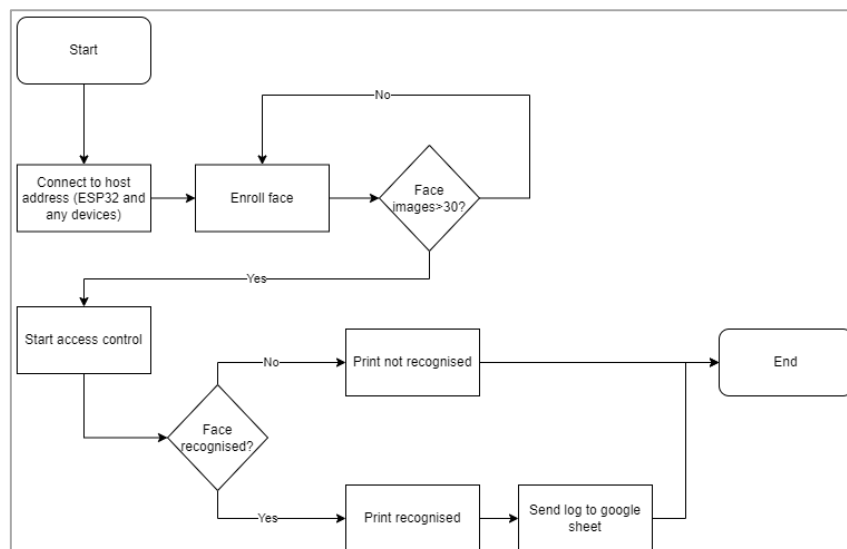 Start
No
Connect to host
address (ESP32 and
any devices)
Enroll face
Face
images>30?
Yes
Start access control
No
Print not recognised
End
Face
recognised?
Yes
Print recognised
Send log to google
sheet